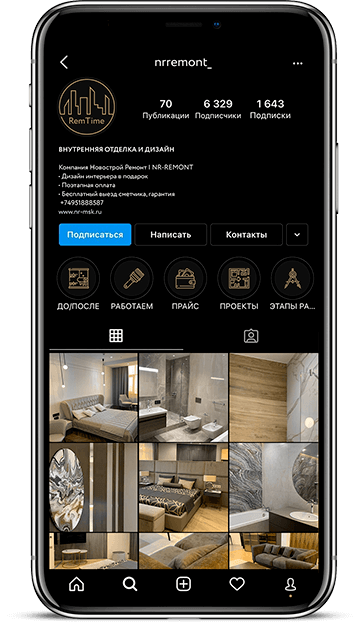 nrremont_
RemTime
70 6 329 1 643
Публикации Подписчики Подписки
ВНУТРЕННЯЯ ОТДЕЛКА И ДИЗАЙН
Компания Новострой Ремонт I NR-REMONT
- Дизайн интерьера в подарок
- Поэтапная оплата
- Бесплатный выезд сметчика, гарантия
+74951888587
www.nr-msk.ru
Подписаться Написать Контакты
ДО/ПОСЛЕ РАБОТАЕМ ПРАЙС ПРОЕКТЫ ЭТАПЫ РА...